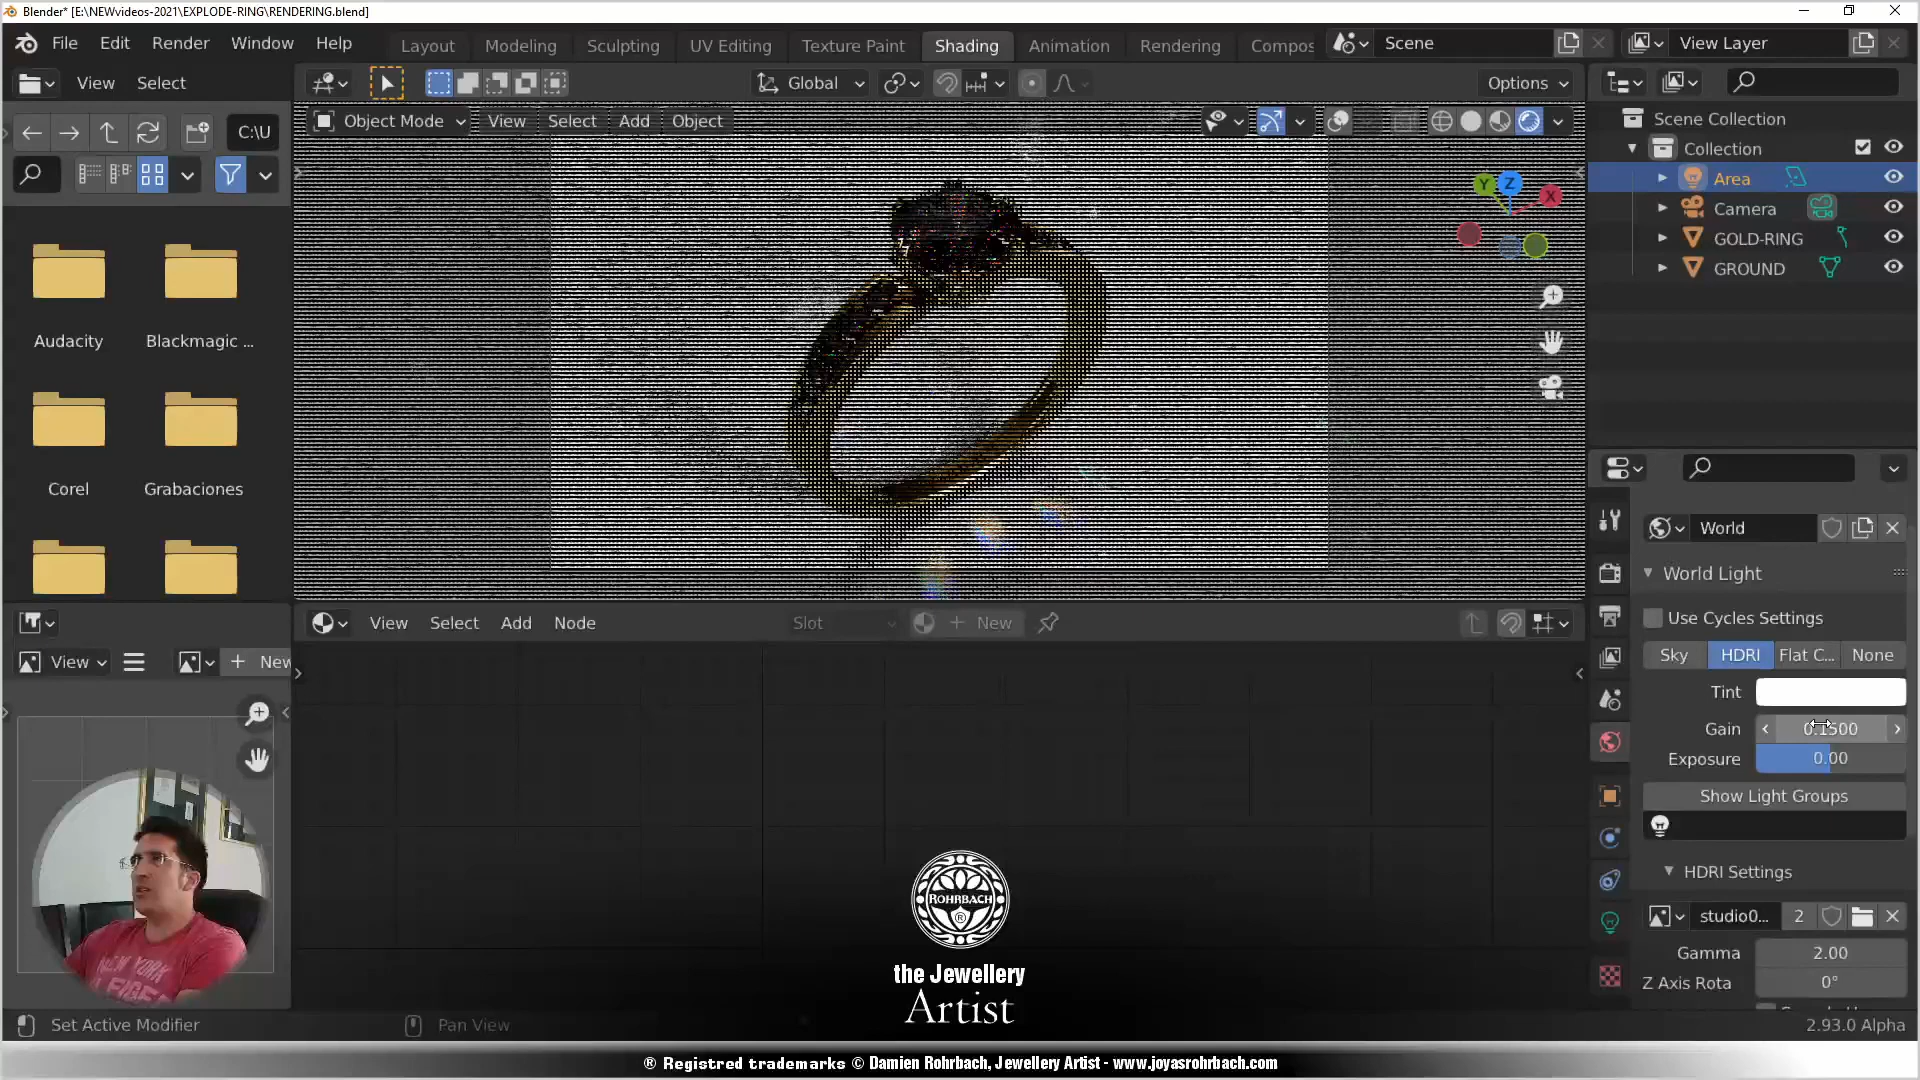 Blender* [E:\NEWvideos-2021\EXPLODE-RING\RENDERING.blend]
File Edit Render Window Help
Layout Modeling Sculpting UV Editing Texture Paint Shading Animation Rendering Compos
Scene
View Layer
View Select
Global
Options
C:\U
Object Mode View Select Add Object
Scene Collection
Collection
Area
Camera
GOLD-RING
GROUND
Y Z X
Audacity Blackmagic ...
Corel Grabaciones
World
World Light
Use Cycles Settings
Sky HDRI Flat C... None
Tint
Gain 0.1500
Exposure 0.00
Show Light Groups
HDRI Settings
studio0... 2
Gamma 2.00
Z Axis Rota 0°
View Select Add Node
Slot
New
View
New
NEW YORK
ROHRBACH
®
the Jewellery
Artist
Set Active Modifier
Pan View
2.93.0 Alpha
® Registred trademarks © Damien Rohrbach, Jewellery Artist - www.joyasrohrbach.com